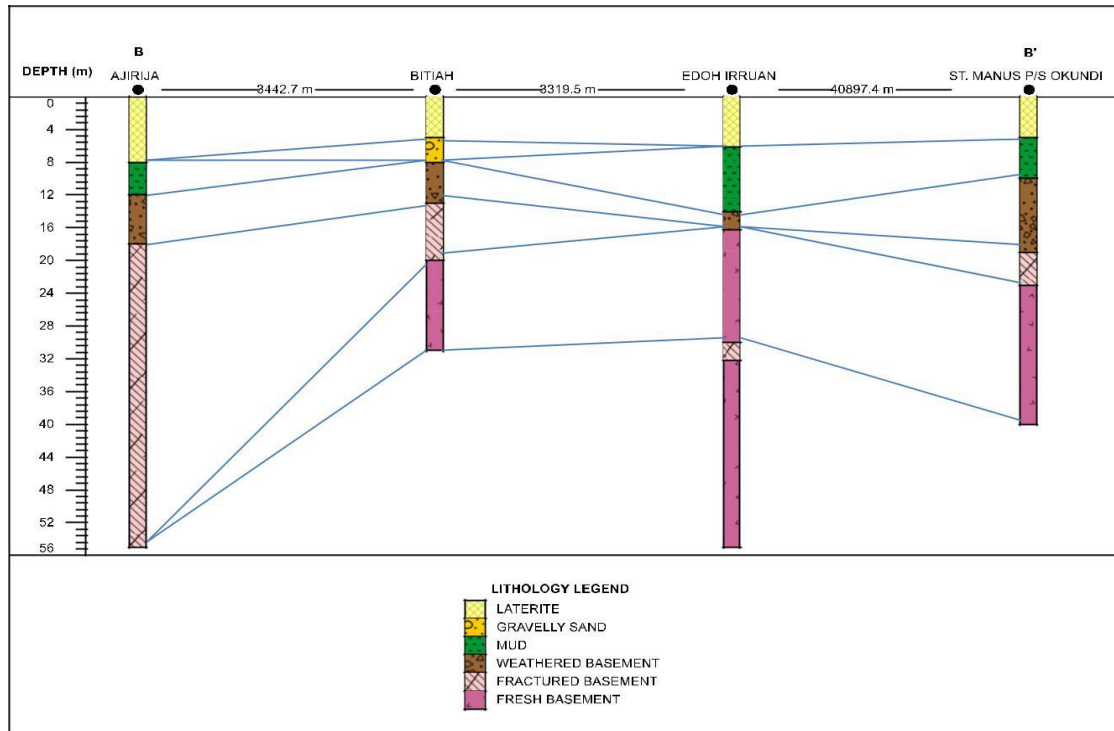 B B'
DEPTH (m) AJIRIJA BITIAH EDOH IRRUAN ST. MANUS P/S OKUNDI
3442.7 m 3319.5 m 40897.4 m
0
4
8
12
16
20
24
28
32
36
40
44
48
52
56
LITHOLOGY LEGEND
LATERITE
GRAVELLY SAND
MUD
WEATHERED BASEMENT
FRACTURED BASEMENT
FRESH BASEMENT